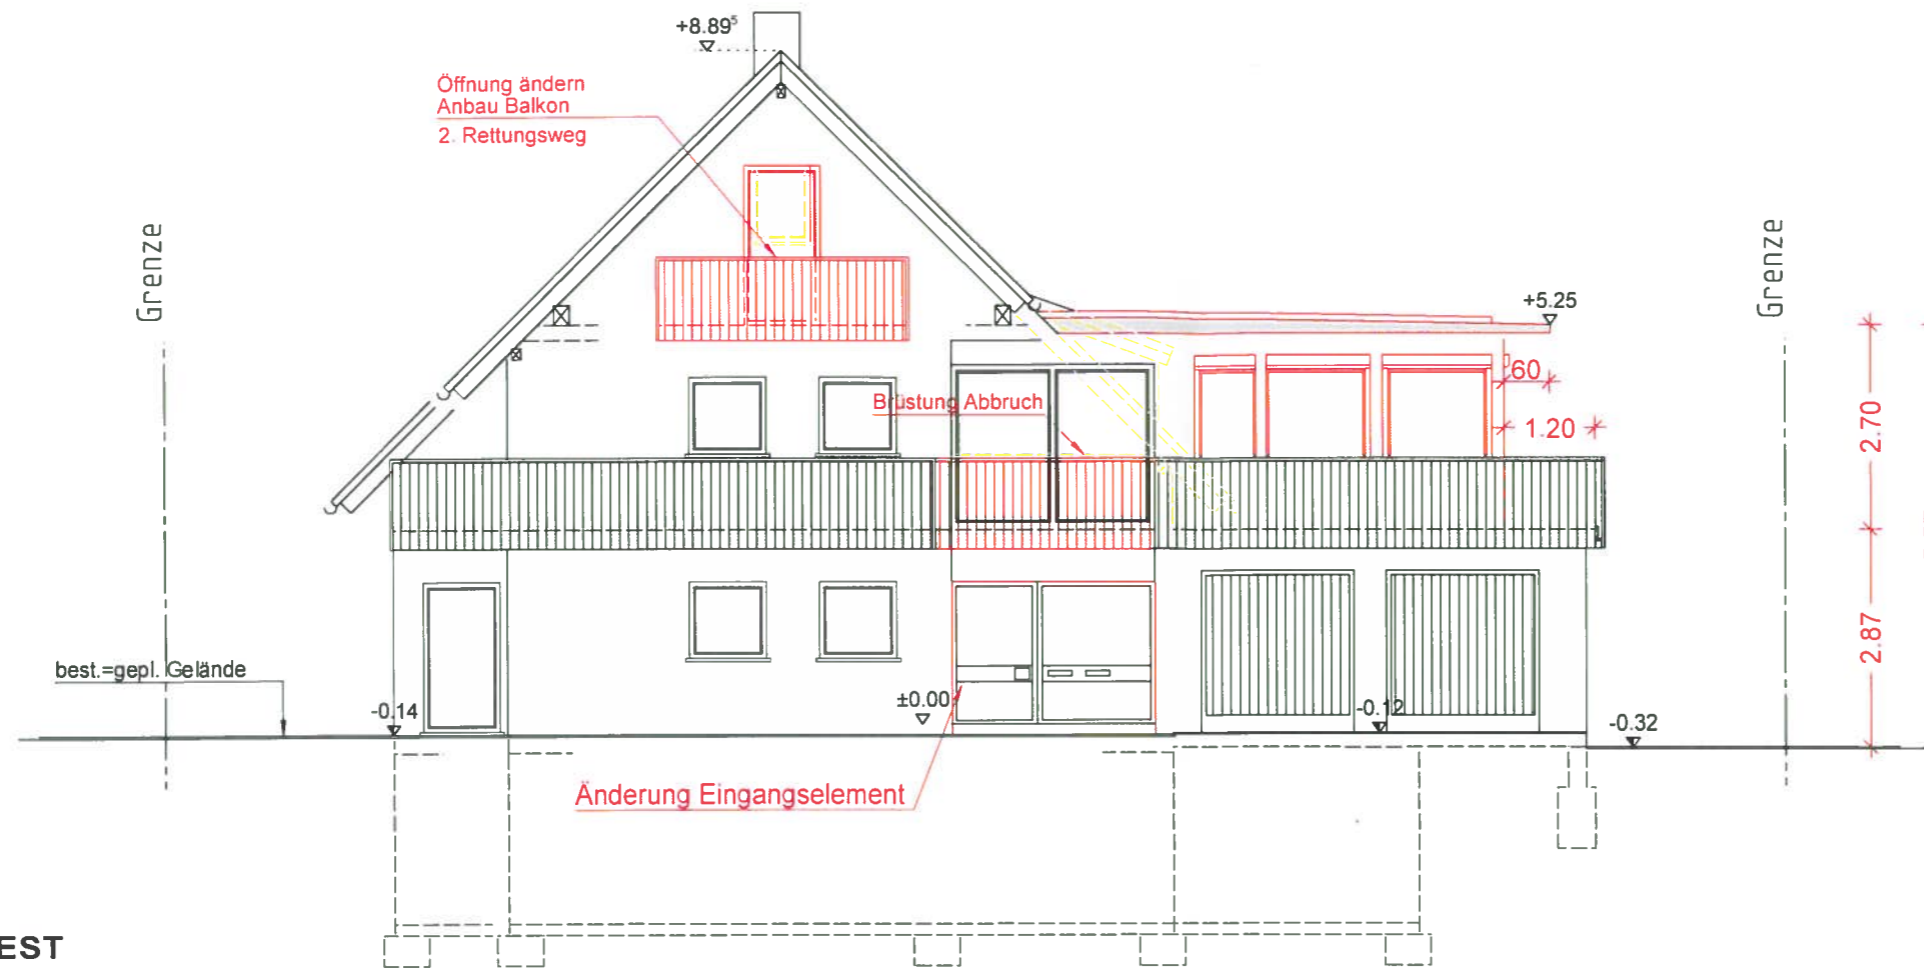 +8.89⁵
Öffnung ändern
Anbau Balkon
2. Rettungsweg
Grenze
Grenze
+5.25
60
Brüstung Abbruch
1.20
2.70
2.87
best.=gepl. Gelände
-0.14
±0.00
-0.12
-0.32
Änderung Eingangselement
EST